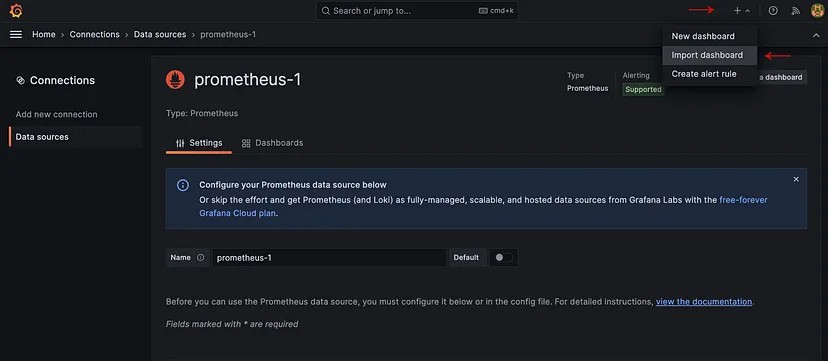 Search or jump to...
cmd+k
Home › Connections › Data sources › prometheus-1
New dashboard
Import dashboard
Create alert rule
Connections
Add new connection
Data sources
prometheus-1
Type: Prometheus
Type
Prometheus
Alerting
Supported
a dashboard
Settings
Dashboards
Configure your Prometheus data source below
Or skip the effort and get Prometheus (and Loki) as fully-managed, scalable, and hosted data sources from Grafana Labs with the free-forever
Grafana Cloud plan.
Name
prometheus-1
Default
Before you can use the Prometheus data source, you must configure it below or in the config file. For detailed instructions, view the documentation.
Fields marked with * are required